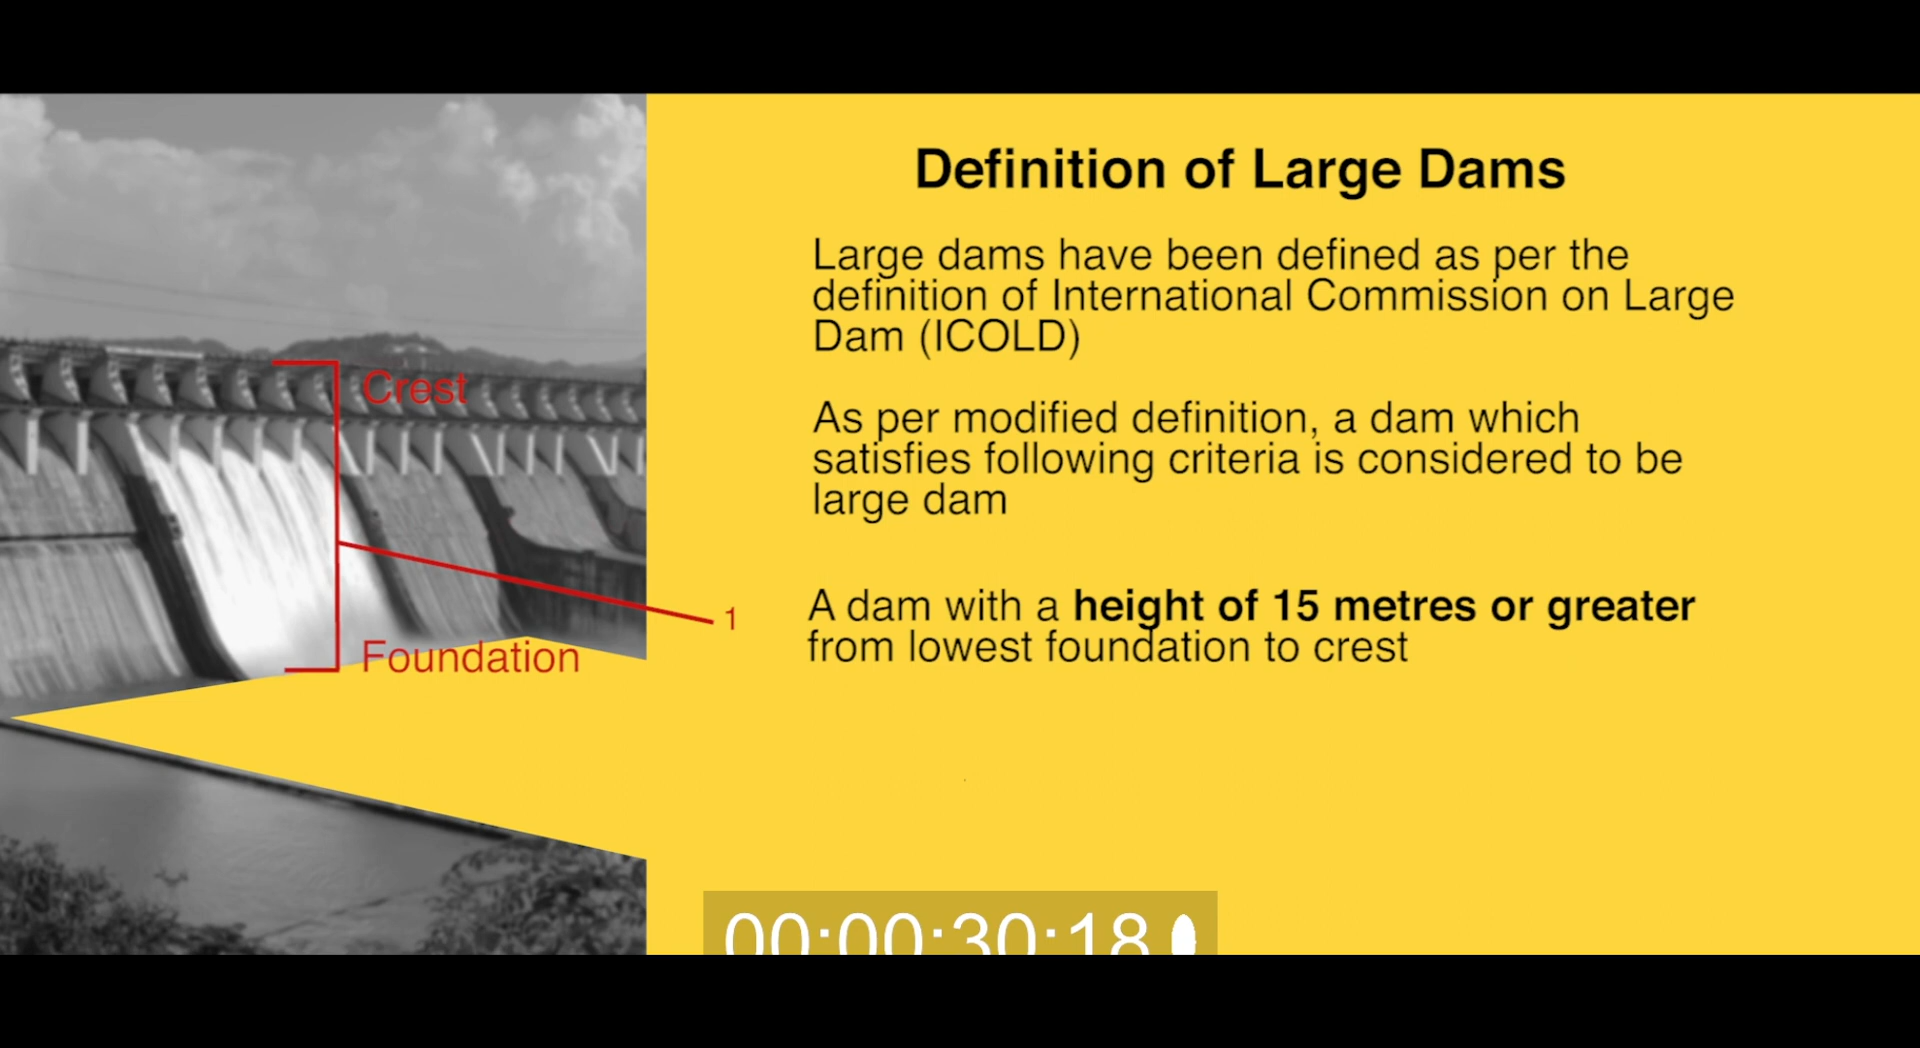 Definition of Large Dams
Large dams have been defined as per the
definition of International Commission on Large
Dam (ICOLD)
As per modified definition, a dam which
satisfies following criteria is considered to be
large dam
Crest
Foundation
1
A dam with a height of 15 metres or greater
from lowest foundation to crest
00:00:30:18